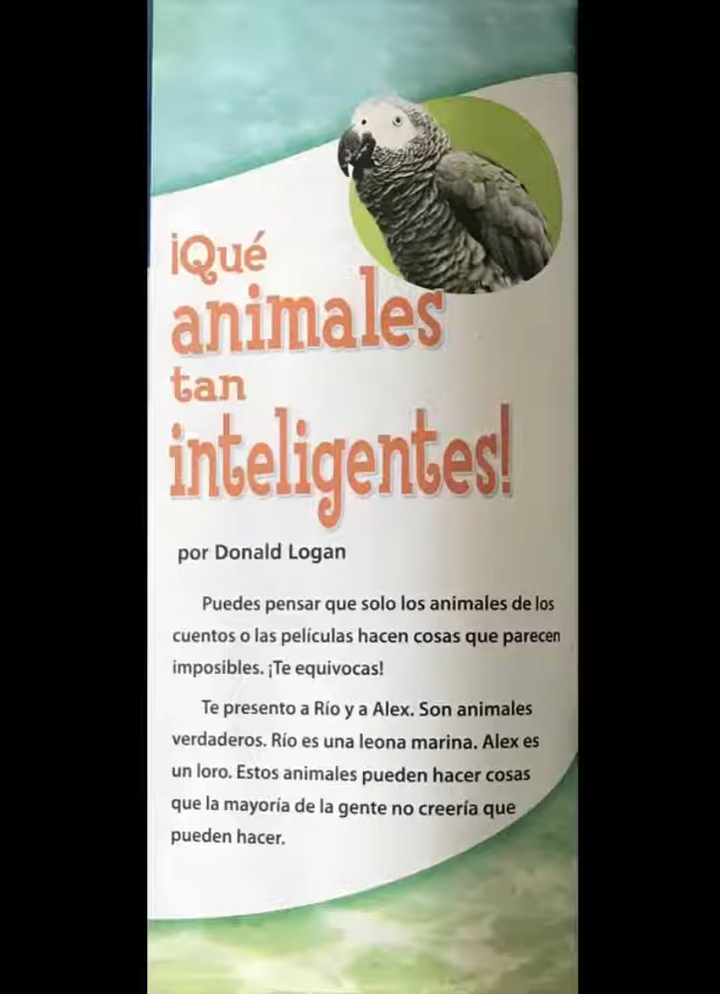 ¡Qué
animales
tan
inteligentes!
por Donald Logan
Puedes pensar que solo los animales de los
cuentos o las películas hacen cosas que parecen
imposibles. ¡Te equivocas!
Te presento a Río y a Alex. Son animales
verdaderos. Río es una leona marina. Alex es
un loro. Estos animales pueden hacer cosas
que la mayoría de la gente no creería que
pueden hacer.